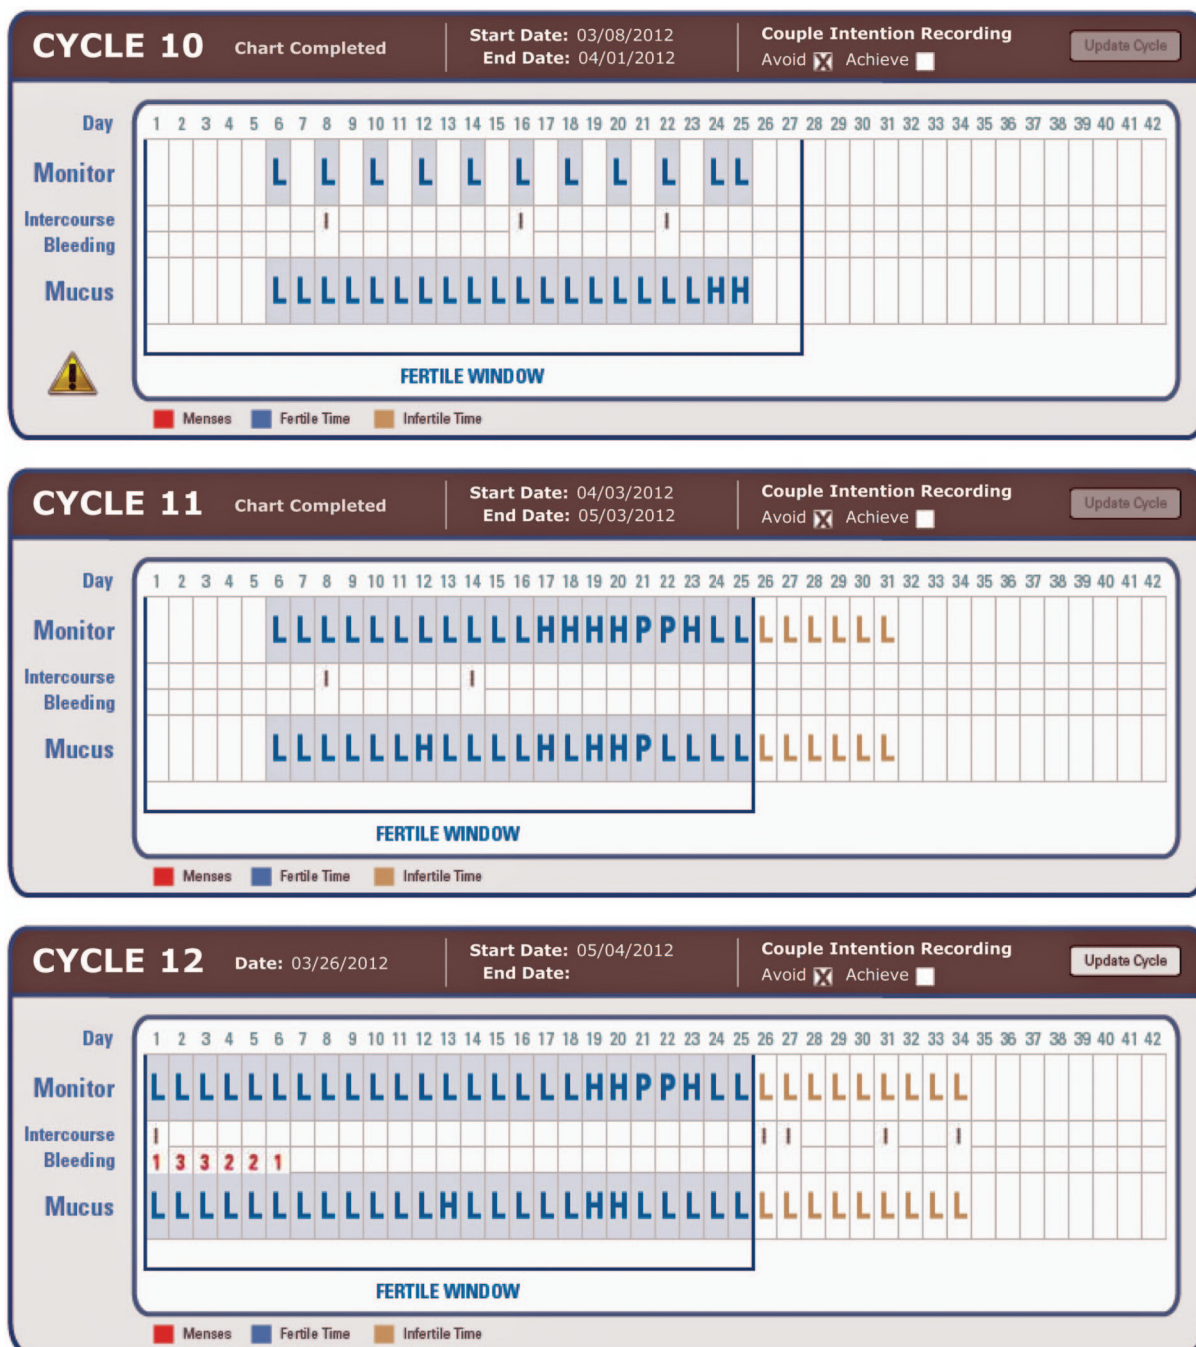 CYCLE 10 Chart Completed Start Date: 03/08/2012 Couple Intention Recording Update Cycle
End Date: 04/01/2012 Avoid X Achieve
Day 1 2 3 4 5 6 7 8 9 10 11 12 13 14 15 16 17 18 19 20 21 22 23 24 25 26 27 28 29 30 31 32 33 34 35 36 37 38 39 40 41 42
Monitor L L L L L L L L L L L
Intercourse I I I
Bleeding
Mucus L L L L L L L L L L L L L L L L L L H H
FERTILE WINDOW
Menses Fertile Time Infertile Time
CYCLE 11 Chart Completed Start Date: 04/03/2012 Couple Intention Recording Update Cycle
End Date: 05/03/2012 Avoid X Achieve
Day 1 2 3 4 5 6 7 8 9 10 11 12 13 14 15 16 17 18 19 20 21 22 23 24 25 26 27 28 29 30 31 32 33 34 35 36 37 38 39 40 41 42
Monitor L L L L L L L L L L L H H H H P P H L L L L L L L L
Intercourse I I
Bleeding
Mucus L L L L L L H L L L L H L H H P L L L L L L L L L L
FERTILE WINDOW
Menses Fertile Time Infertile Time
CYCLE 12 Date: 03/26/2012 Start Date: 05/04/2012 Couple Intention Recording Update Cycle
End Date: Avoid X Achieve
Day 1 2 3 4 5 6 7 8 9 10 11 12 13 14 15 16 17 18 19 20 21 22 23 24 25 26 27 28 29 30 31 32 33 34 35 36 37 38 39 40 41 42
Monitor L L L L L L L L L L L L L L L L L L H H P P H L L L L L L L L L L L
Intercourse I I I I I
Bleeding 1 3 3 2 2 1
Mucus L L L L L L L L L L L L H L L L L L H H L L L L L L L L L L L L L L
FERTILE WINDOW
Menses Fertile Time Infertile Time